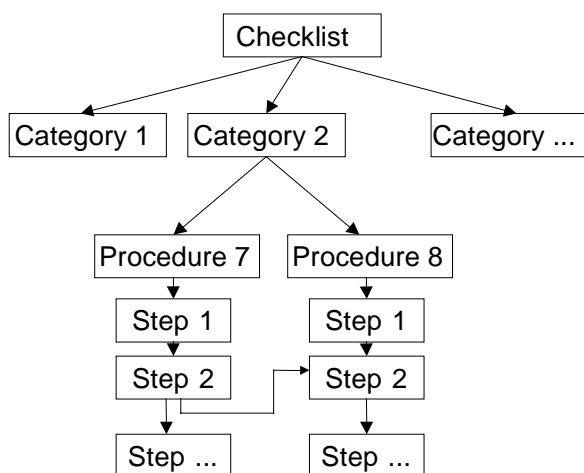 Checklist
Category 1
Category 2
Category ...
Procedure 7
Procedure 8
Step 1
Step 1
Step 2
Step 2
Step ...
Step ...